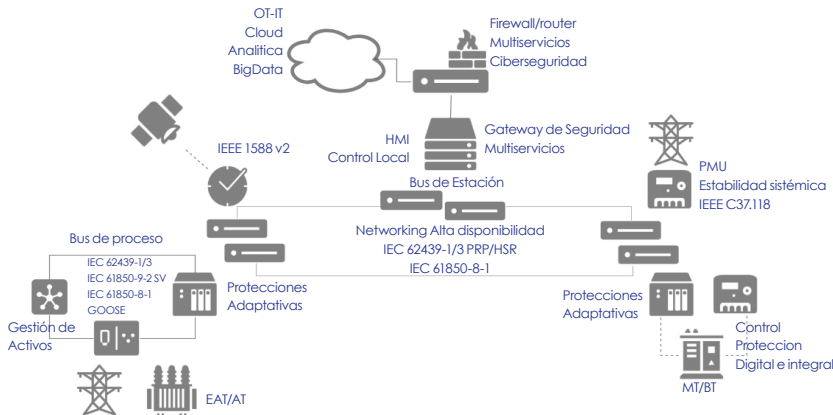 OT-IT
Cloud
Analitica
BigData
Firewall/router
Multiservicios
Ciberseguridad
IEEE 1588 v2
HMI
Control Local
Gateway de Seguridad
Multiservicios
Bus de Estación
PMU
Estabilidad sistémica
IEEE C37.118
Networking Alta disponibilidad
IEC 62439-1/3 PRP/HSR
IEC 61850-8-1
Bus de proceso
IEC 62439-1/3
IEC 61850-9-2 SV
IEC 61850-8-1
GOOSE
Gestión de
Activos
Protecciones
Adaptativas
EAT/AT
Protecciones
Adaptativas
Control
Proteccion
Digital e integral
MT/BT